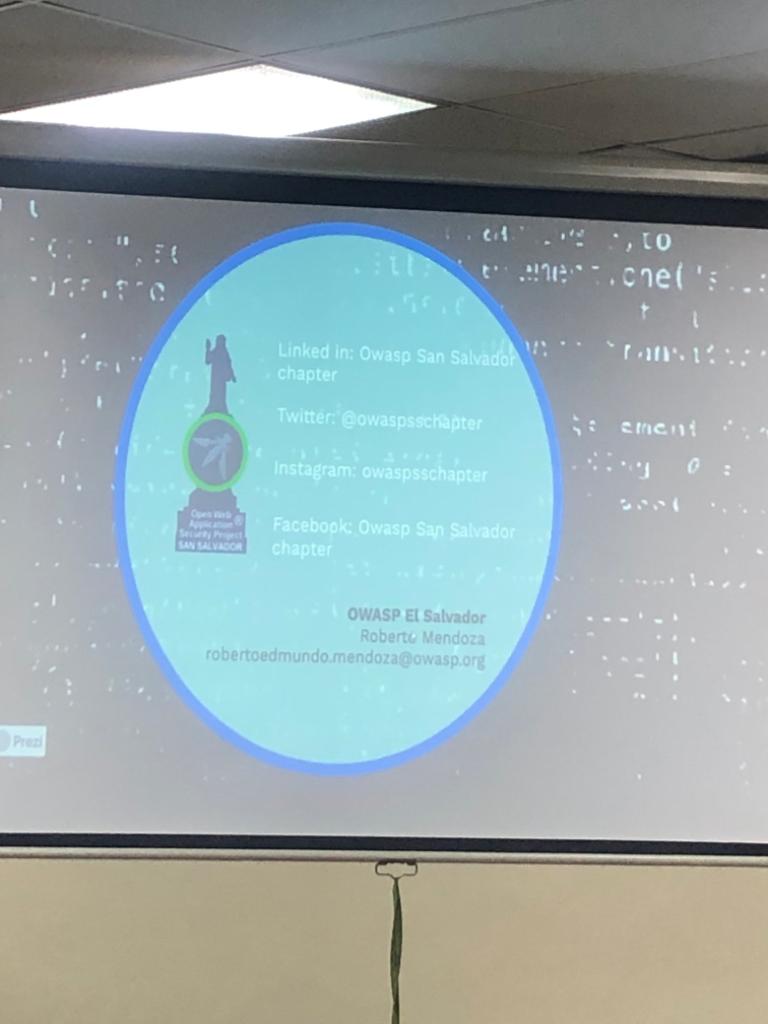 Linked in: Owasp San Salvador
chapter
Twitter: @owaspsschapter
Instagram: owaspsschapter
Facebook: Owasp San Salvador
chapter
Open Web
Application ®
Security Project
SAN SALVADOR
OWASP El Salvador
Roberto Mendoza
robertoedmundo.mendoza@owasp.org
Prezi